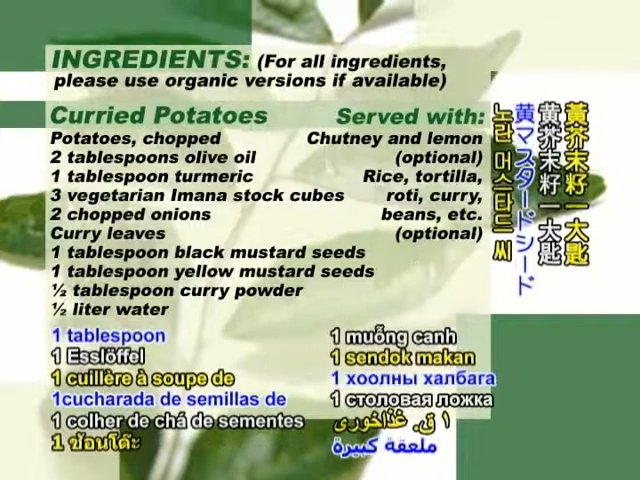 INGREDIENTS: (For all ingredients,
please use organic versions if available)
Curried Potatoes
Potatoes, chopped
2 tablespoons olive oil
1 tablespoon turmeric
3 vegetarian Imana stock cubes
2 chopped onions
Curry leaves
1 tablespoon black mustard seeds
1 tablespoon yellow mustard seeds
½ tablespoon curry powder
½ liter water
Served with:
Chutney and lemon
(optional)
Rice, tortilla,
roti, curry,
beans, etc.
(optional)
黃芥末籽一大匙
黄芥末籽一大匙
黄マスタードシード
노란 머스타드 씨
1 tablespoon
1 Esslöffel
1 cuillère à soupe de
1cucharada de semillas de
1 colher de chá de sementes
1 ช้อนโต๊ะ
1 muỗng canh
1 sendok makan
1 хоолны халбага
1 столовая ложка
۱ ق. غذاخوری
ملعقة كبيرة